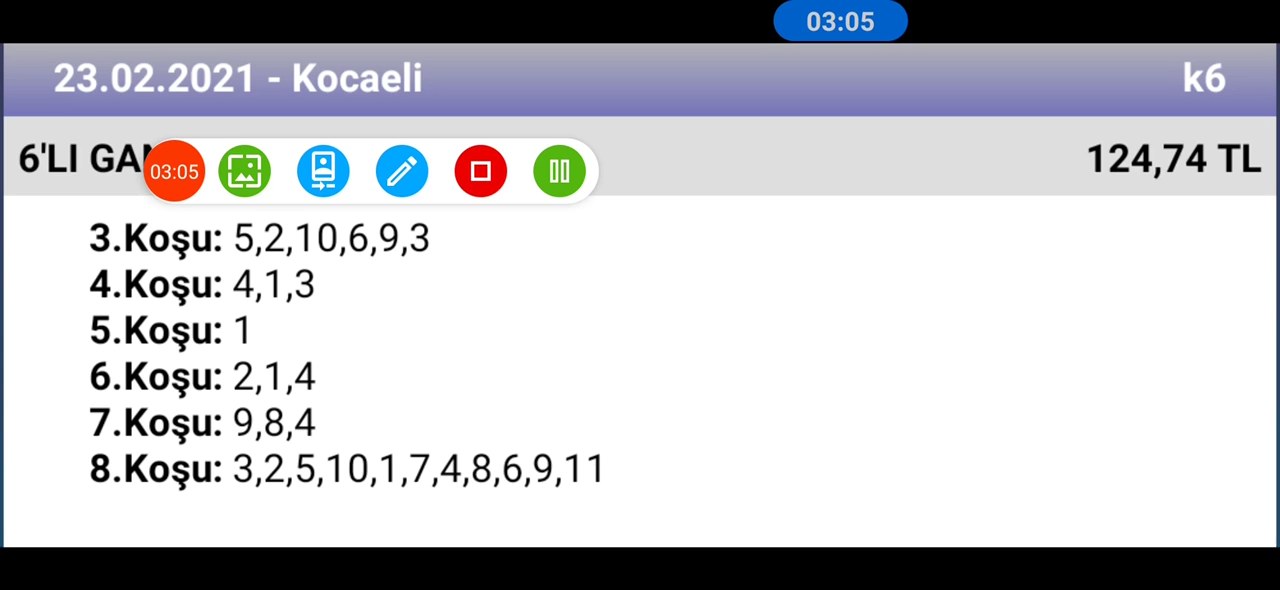 03:05
23.02.2021 - Kocaeli k6
6'LI 03:05 124,74 TL
3.Koşu: 5,2,10,6,9,3
4.Koşu: 4,1,3
5.Koşu: 1
6.Koşu: 2,1,4
7.Koşu: 9,8,4
8.Koşu: 3,2,5,10,1,7,4,8,6,9,11